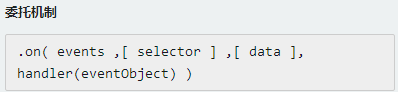 委托机制
.on( events ,[ selector ] ,[ data ],
handler(eventObject) )